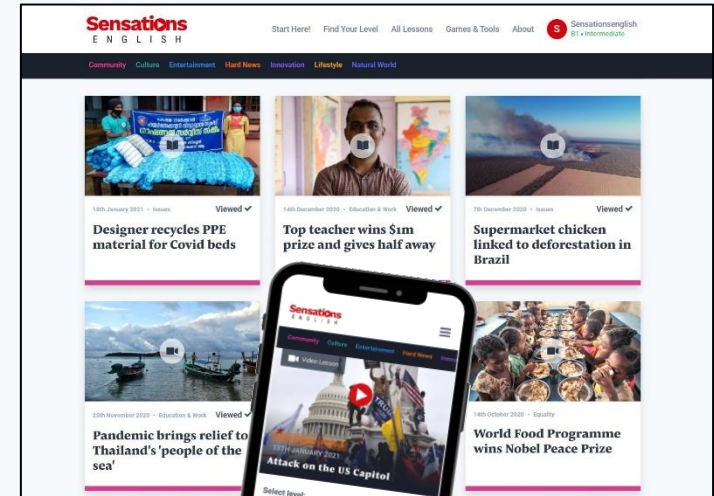 Sensations
ENGLISH
Start Here! Find Your Level All Lessons Games & Tools About
S
Sensationsenglish
B1 • Intermediate
Community Culture Entertainment Hard News Innovation Lifestyle Natural World
18th January 2021 • Issues Viewed ✔
Designer recycles PPE
material for Covid beds
14th December 2020 • Education & Work Viewed ✔
Top teacher wins $1m
prize and gives half away
7th December 2020 • Issues Viewed ✔
Supermarket chicken
linked to deforestation in
Brazil
25th November 2020 • Education & Work Viewed ✔
Pandemic brings relief to
Thailand's 'people of the
sea'
Sensations
ENGLISH
Community Culture Entertainment Hard News
Video Lesson
TRUMP
13TH JANUARY 2021
Attack on the US Capitol
Select level:
14th October 2020 • Equality
World Food Programme
wins Nobel Peace Prize